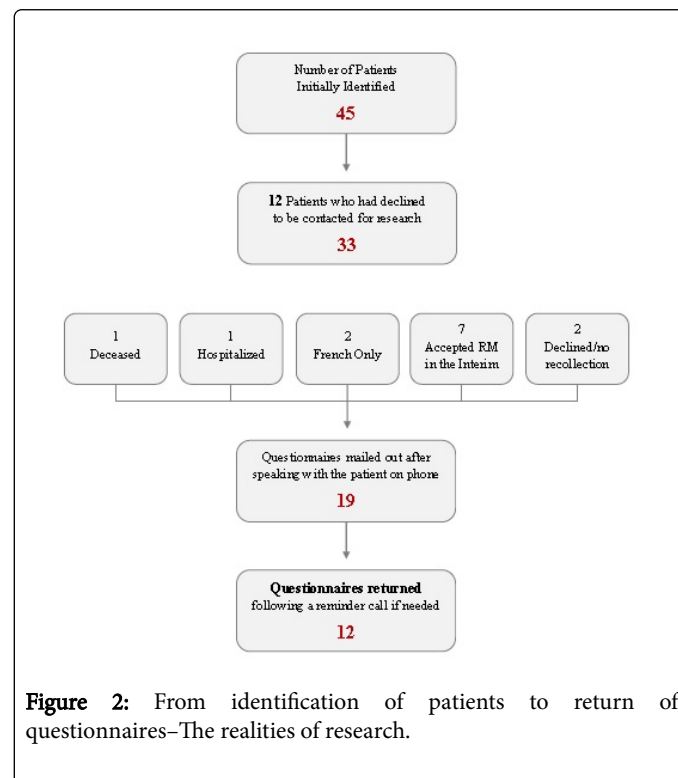 Number of Patients
Initially Identified
45
12 Patients who had declined
to be contacted for research
33
1
Deceased
1
Hospitalized
2
French Only
7
Accepted RM
in the Interim
2
Declined/no
recollection
Questionnaires mailed out after
speaking with the patient on phone
19
Questionnaires returned
following a reminder call if needed
12
Figure 2: From identification of patients to return of
questionnaires–The realities of research.